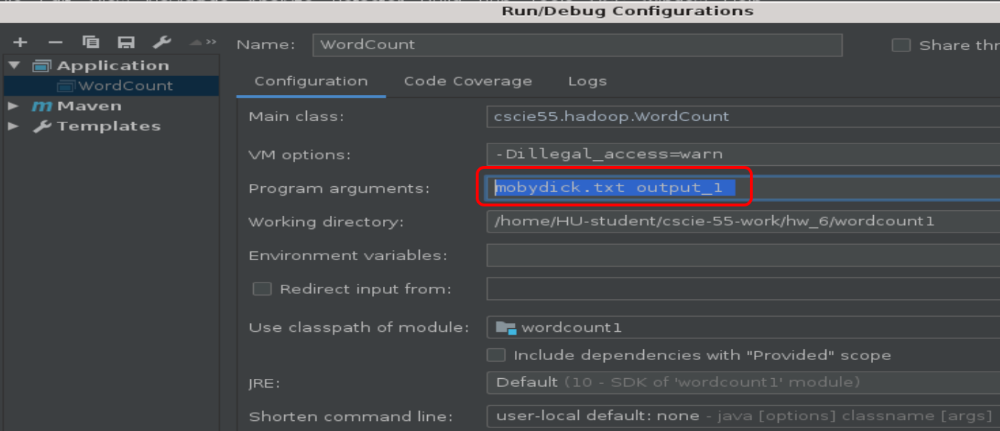 Run/Debug Configurations
Name: WordCount Share thr
Application
WordCount
Maven
Templates
Configuration Code Coverage Logs
Main class: cscie55.hadoop.WordCount
VM options: -Dillegal_access=warn
Program arguments: mobydick.txt output_1
Working directory: /home/HU-student/cscie-55-work/hw_6/wordcount1
Environment variables:
Redirect input from:
Use classpath of module: wordcount1
Include dependencies with "Provided" scope
JRE: Default (10 - SDK of 'wordcount1' module)
Shorten command line: user-local default: none - java [options] classname [args]